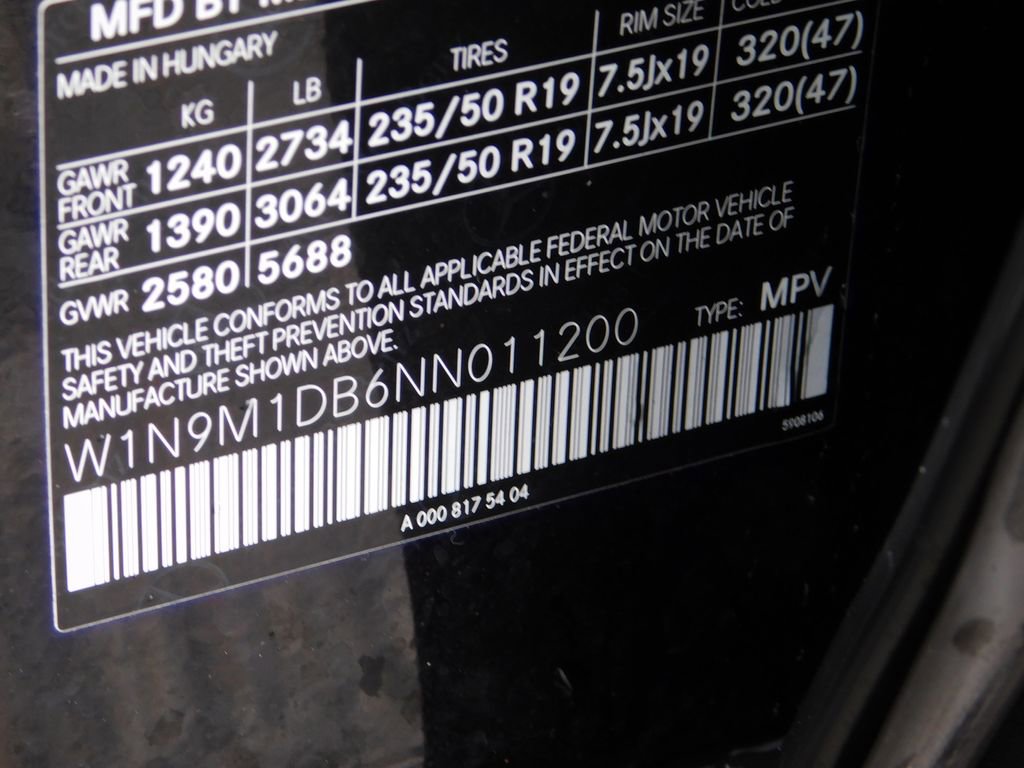 MFD BY
MADE IN HUNGARY
KG LB TIRES RIM SIZE
GAWR FRONT 1240 2734 235/50 R19 7.5Jx19 320(47)
GAWR REAR 1390 3064 235/50 R19 7.5Jx19 320(47)
GVWR 2580 5688
THIS VEHICLE CONFORMS TO ALL APPLICABLE FEDERAL MOTOR VEHICLE
SAFETY AND THEFT PREVENTION STANDARDS IN EFFECT ON THE DATE OF
MANUFACTURE SHOWN ABOVE.
W1N9M1DB6NN011200 TYPE: MPV
5908106
A 000 817 54 04